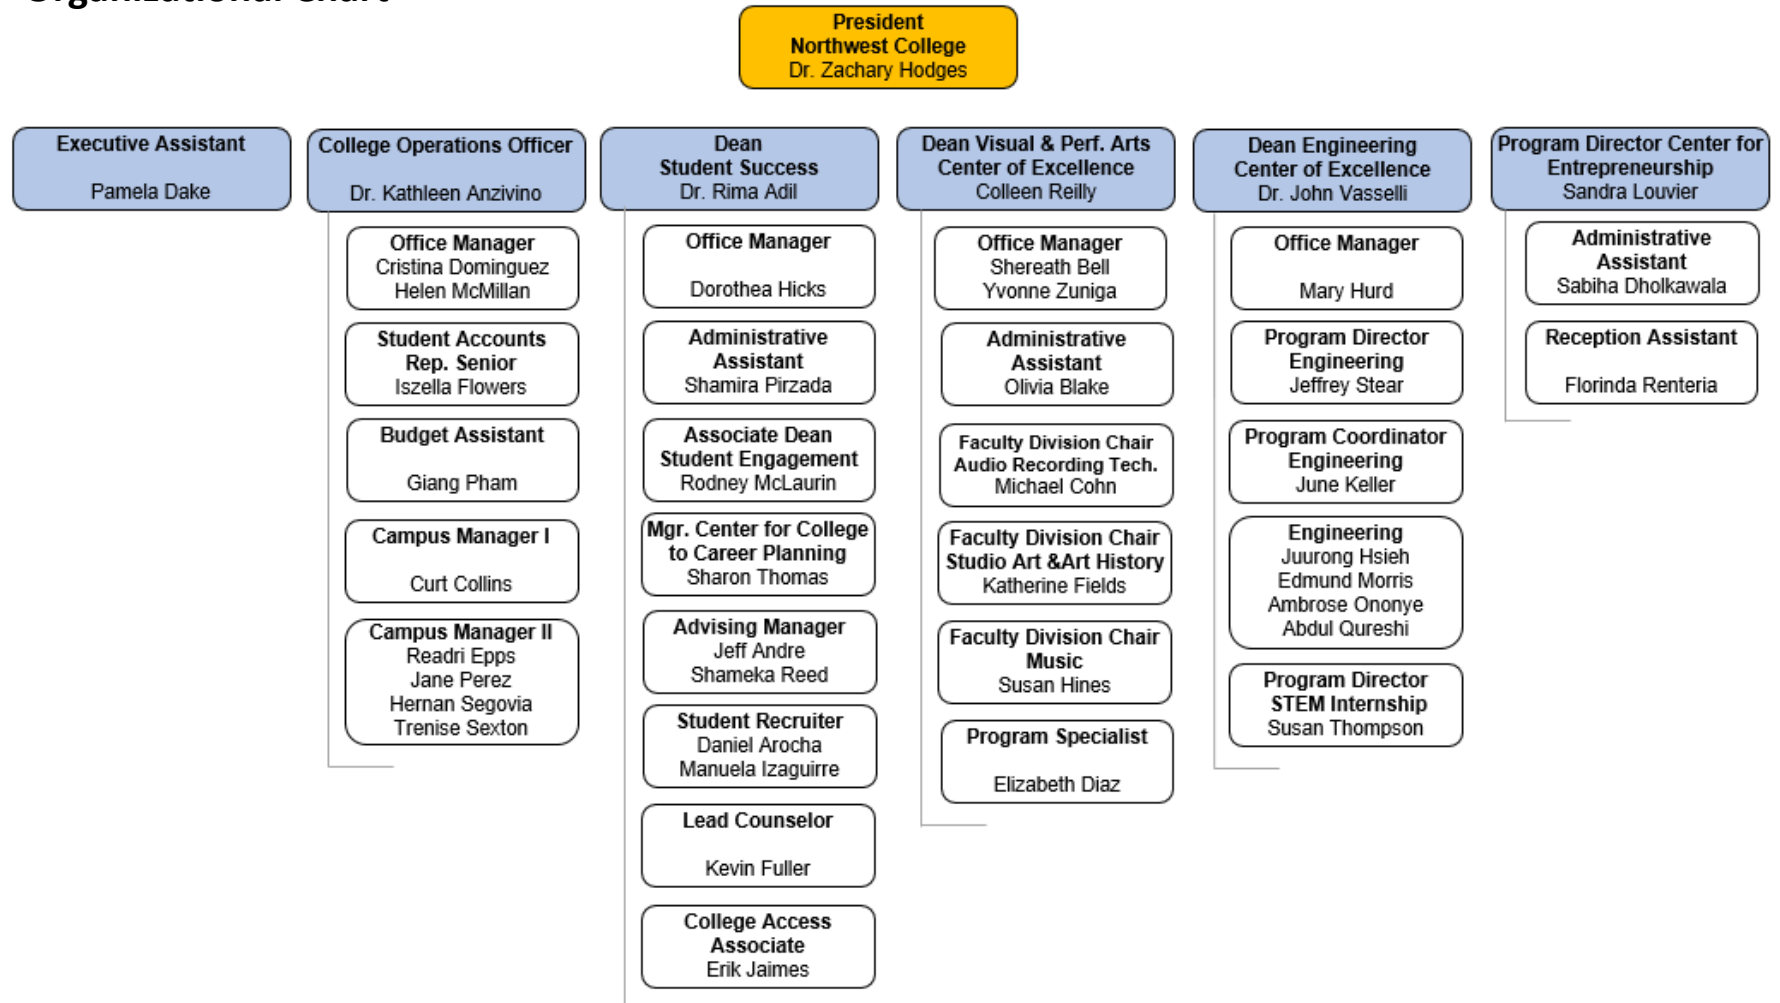 Organizational Chart
President
Northwest College
Dr. Zachary Hodges
Executive Assistant
Pamela Dake
College Operations Officer
Dr. Kathleen Anzivino
Office Manager
Cristina Dominguez
Helen McMillan
Student Accounts
Rep. Senior
Iszella Flowers
Budget Assistant
Giang Pham
Campus Manager I
Curt Collins
Campus Manager II
Readri Epps
Jane Perez
Hernan Segovia
Trenise Sexton
Dean
Student Success
Dr. Rima Adil
Office Manager
Dorothea Hicks
Administrative
Assistant
Shamira Pirzada
Associate Dean
Student Engagement
Rodney McLaurin
Mgr. Center for College
to Career Planning
Sharon Thomas
Advising Manager
Jeff Andre
Shameka Reed
Student Recruiter
Daniel Arocha
Manuela Izaguirre
Lead Counselor
Kevin Fuller
College Access
Associate
Erik Jaimes
Dean Visual & Perf. Arts
Center of Excellence
Colleen Reilly
Office Manager
Shereath Bell
Yvonne Zuniga
Administrative
Assistant
Olivia Blake
Faculty Division Chair
Audio Recording Tech.
Michael Cohn
Faculty Division Chair
Studio Art &Art History
Katherine Fields
Faculty Division Chair
Music
Susan Hines
Program Specialist
Elizabeth Diaz
Dean Engineering
Center of Excellence
Dr. John Vasselli
Office Manager
Mary Hurd
Program Director
Engineering
Jeffrey Stear
Program Coordinator
Engineering
June Keller
Engineering
Juurong Hsieh
Edmund Morris
Ambrose Ononye
Abdul Qureshi
Program Director
STEM Internship
Susan Thompson
Program Director Center for
Entrepreneurship
Sandra Louvier
Administrative
Assistant
Sabiha Dholkawala
Reception Assistant
Florinda Renteria